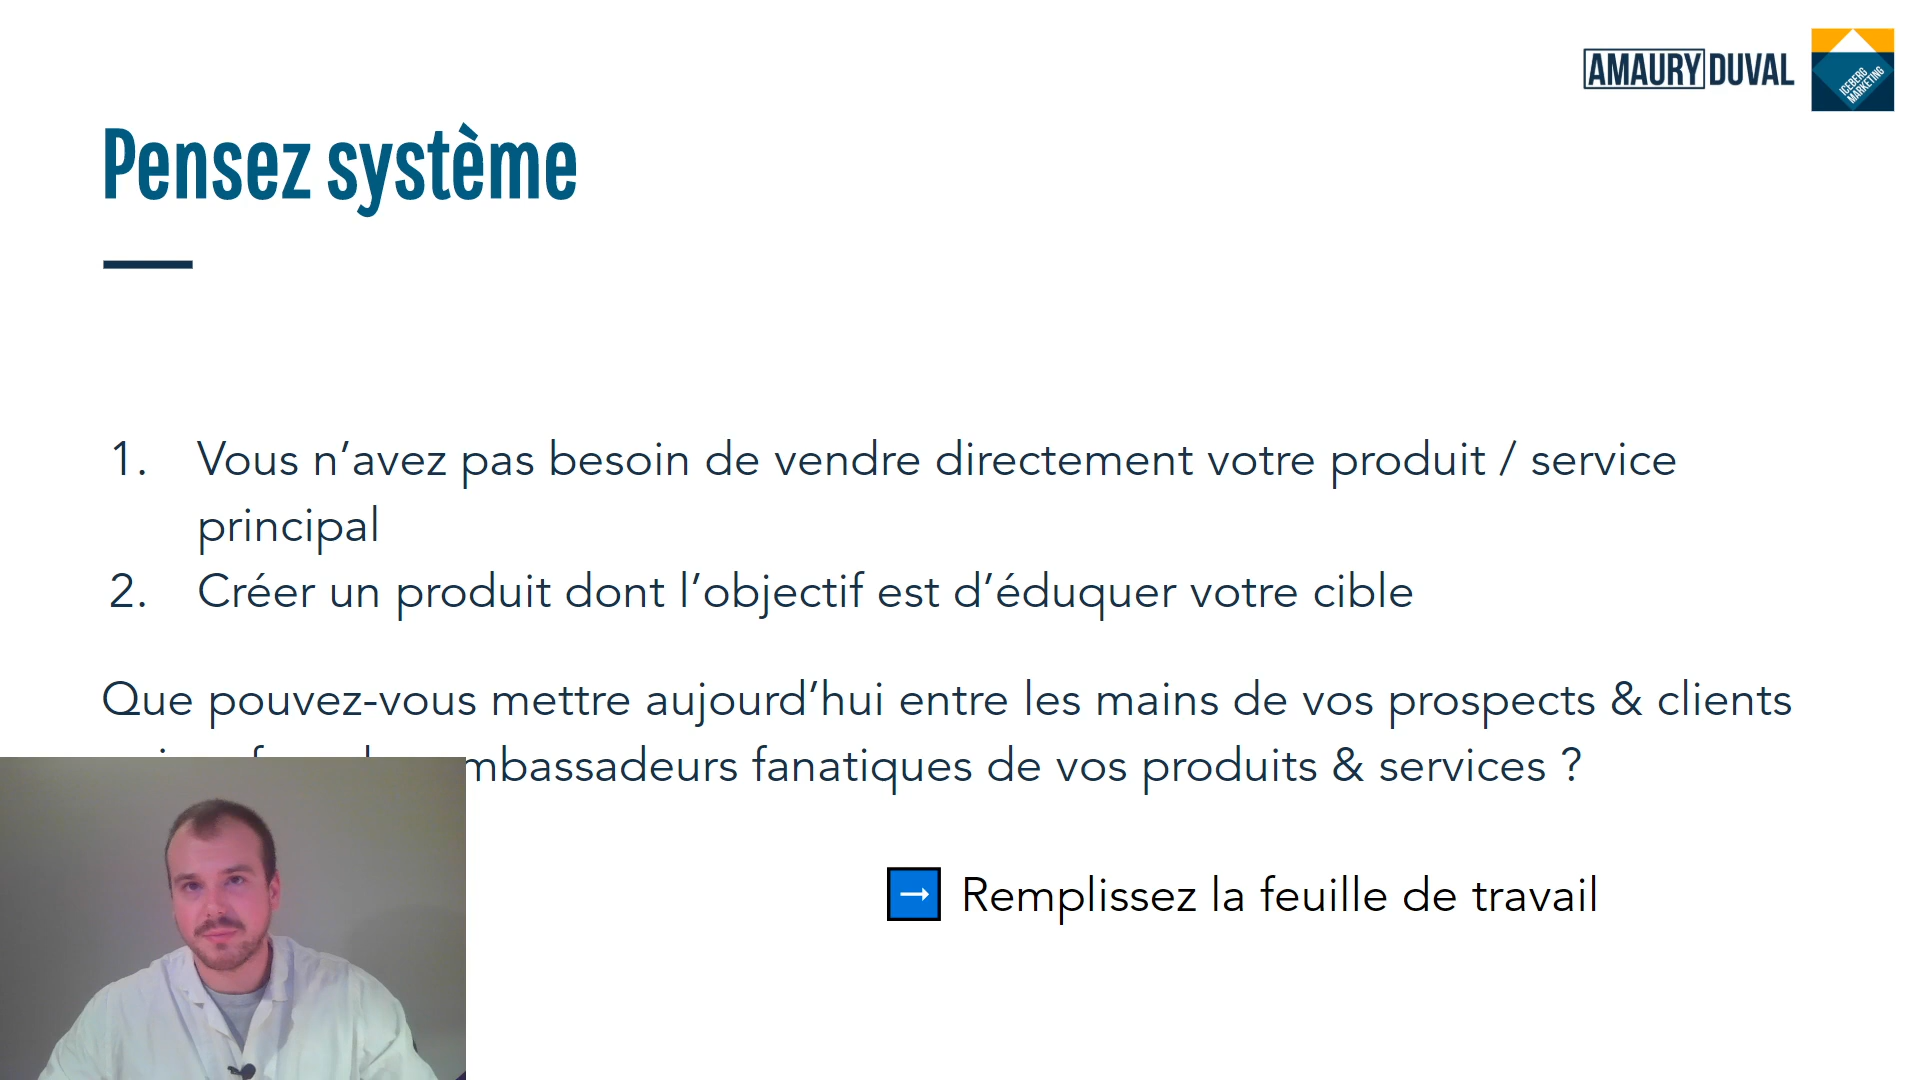 AMAURY DUVAL
ICEBERG
MARKETING
Pensez système
1. Vous n’avez pas besoin de vendre directement votre produit / service
principal
2. Créer un produit dont l’objectif est d’éduquer votre cible
Que pouvez-vous mettre aujourd’hui entre les mains de vos prospects & clients
mbassadeurs fanatiques de vos produits & services ?
→ Remplissez la feuille de travail